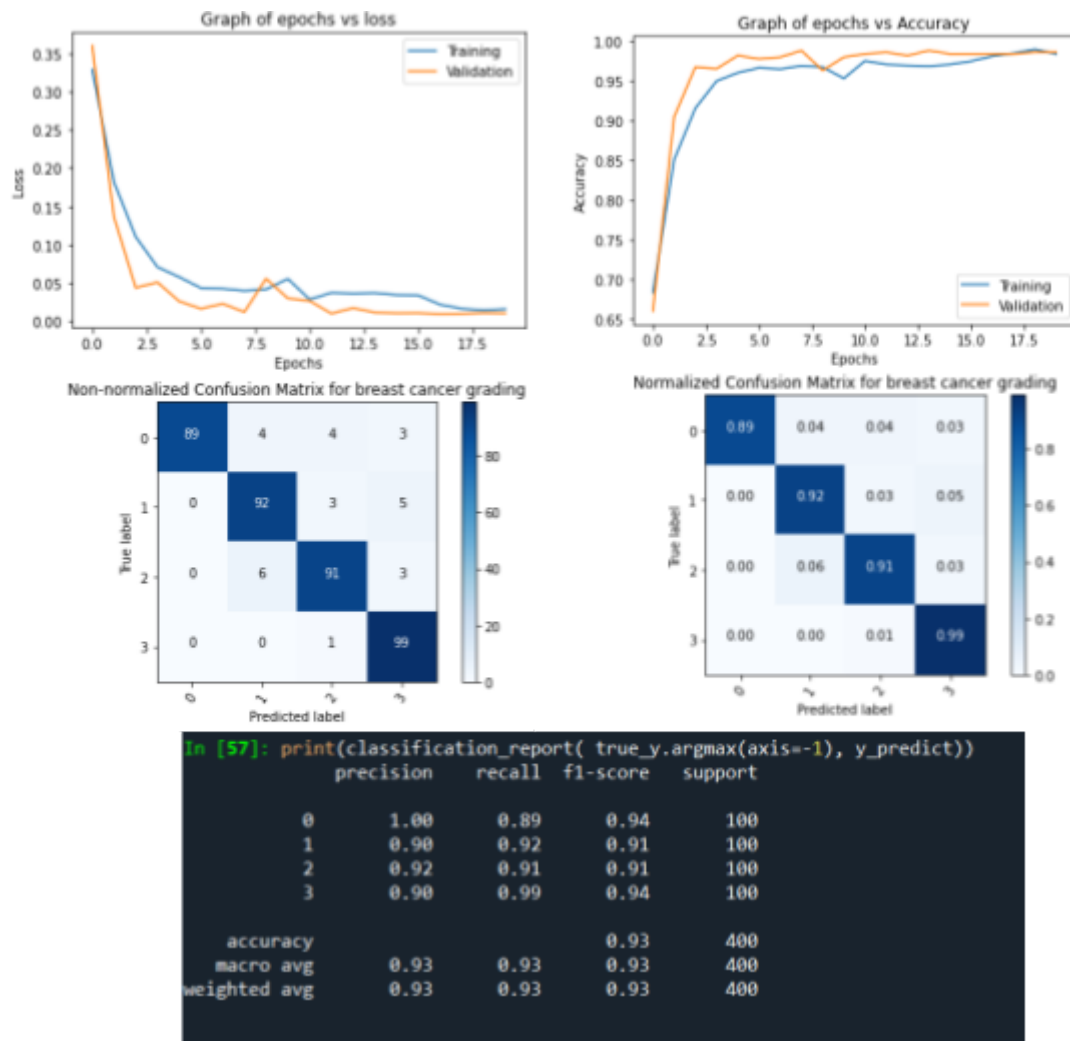 Graph of epochs vs loss
0.35
0.30
0.25
0.20
0.15
0.10
0.05
0.00
Loss
Training
Validation
0.0 2.5 5.0 7.5 10.0 12.5 15.0 17.5
Epochs
Graph of epochs vs Accuracy
1.00
0.95
0.90
0.85
0.80
0.75
0.70
0.65
Accuracy
Training
Validation
0.0 2.5 5.0 7.5 10.0 12.5 15.0 17.5
Epochs
Non-normalized Confusion Matrix for breast cancer grading
True label
0 89 4 4 3
1 0 92 3 5
2 0 6 91 3
3 0 0 1 99
0 1 2 3
Predicted label
80
60
40
20
0
Normalized Confusion Matrix for breast cancer grading
True label
0 0.89 0.04 0.04 0.03
1 0.00 0.92 0.03 0.05
2 0.00 0.06 0.91 0.03
3 0.00 0.00 0.01 0.99
0 1 2 3
Predicted label
0.8
0.6
0.4
0.2
0.0
In [57]: print(classification_report( true_y.argmax(axis=-1), y_predict))
precision recall f1-score support
0 1.00 0.89 0.94 100
1 0.90 0.92 0.91 100
2 0.92 0.91 0.91 100
3 0.90 0.99 0.94 100
accuracy 0.93 400
macro avg 0.93 0.93 0.93 400
weighted avg 0.93 0.93 0.93 400